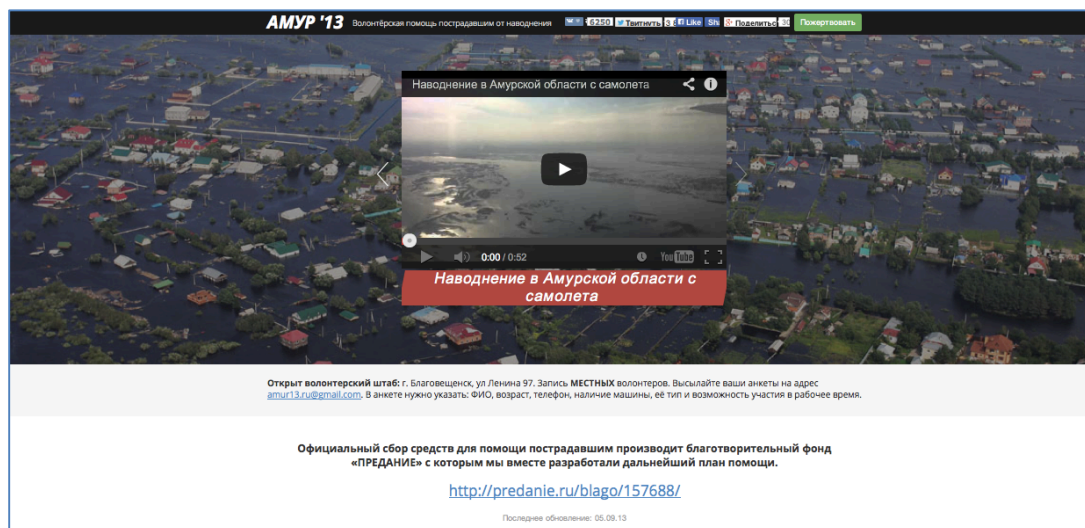 АМУР '13 Волонтёрская помощь пострадавшим от наводнения 6250 Твитнуть 3 Like Поделитьс Пожертвовать
Наводнение в Амурской области с самолета
0:00 / 0:52 YouTube
Наводнение в Амурской области с
самолета
Открыт волонтерский штаб: г. Благовещенск, ул Ленина 97. Запись МЕСТНЫХ волонтеров. Высылайте ваши анкеты на адрес
amur13.ru@gmail.com. В анкете нужно указать: ФИО, возраст, телефон, наличие машины, её тип и возможность участия в рабочее время.
Официальный сбор средств для помощи пострадавшим производит благотворительный фонд
«ПРЕДАНИЕ» с которым мы вместе разработали дальнейший план помощи.
http://predanie.ru/blago/157688/
Последнее обновление: 05.09.13